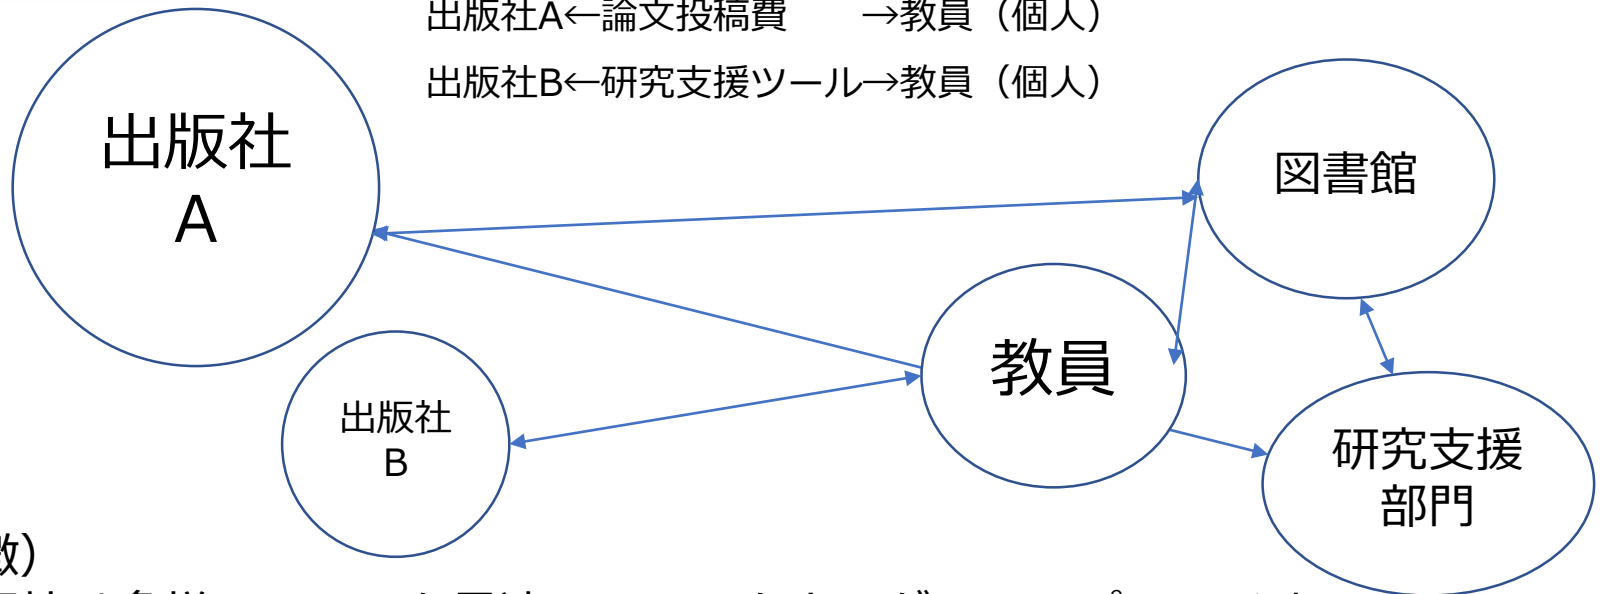 出版社A←論文投稿費　　→教員（個人）
出版社B←研究支援ツール→教員（個人）
出版社
A
図書館
教員
出版社
B
研究支援
部門
徴）